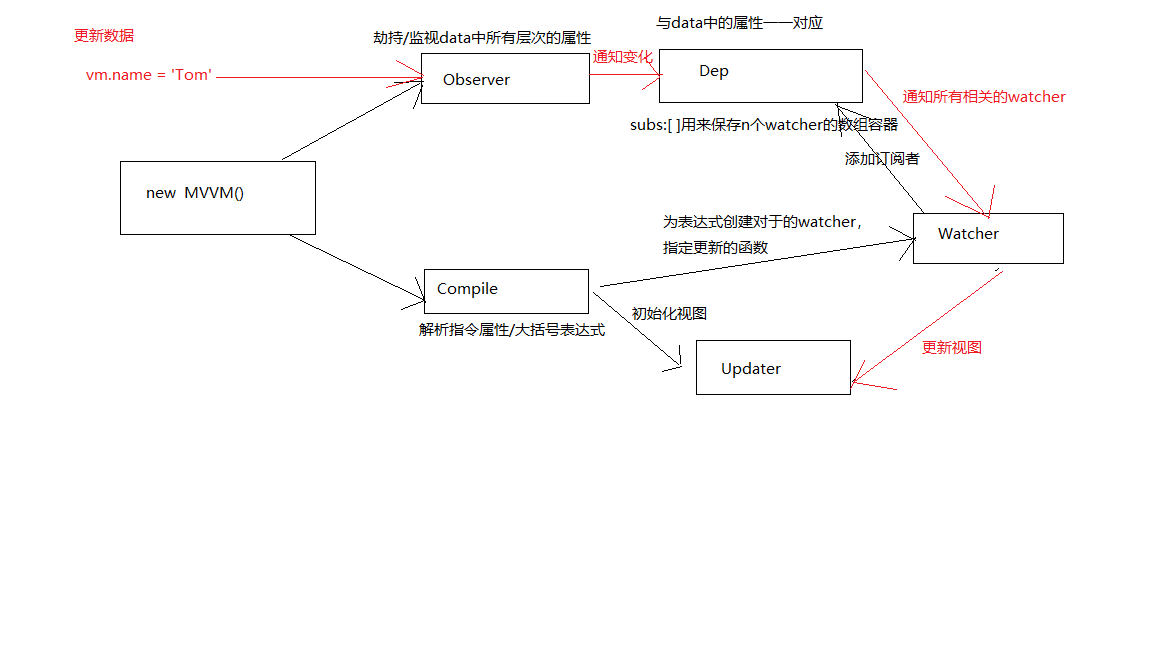 与data中的属性一一对应
更新数据
劫持/监视data中所有层次的属性
通知变化
vm.name = 'Tom'
Observer
Dep
通知所有相关的watcher
subs:[ ]用来保存n个watcher的数组容器
添加订阅者
new MVVM()
为表达式创建对于的watcher，
指定更新的函数
Watcher
Compile
初始化视图
解析指令属性/大括号表达式
更新视图
Updater